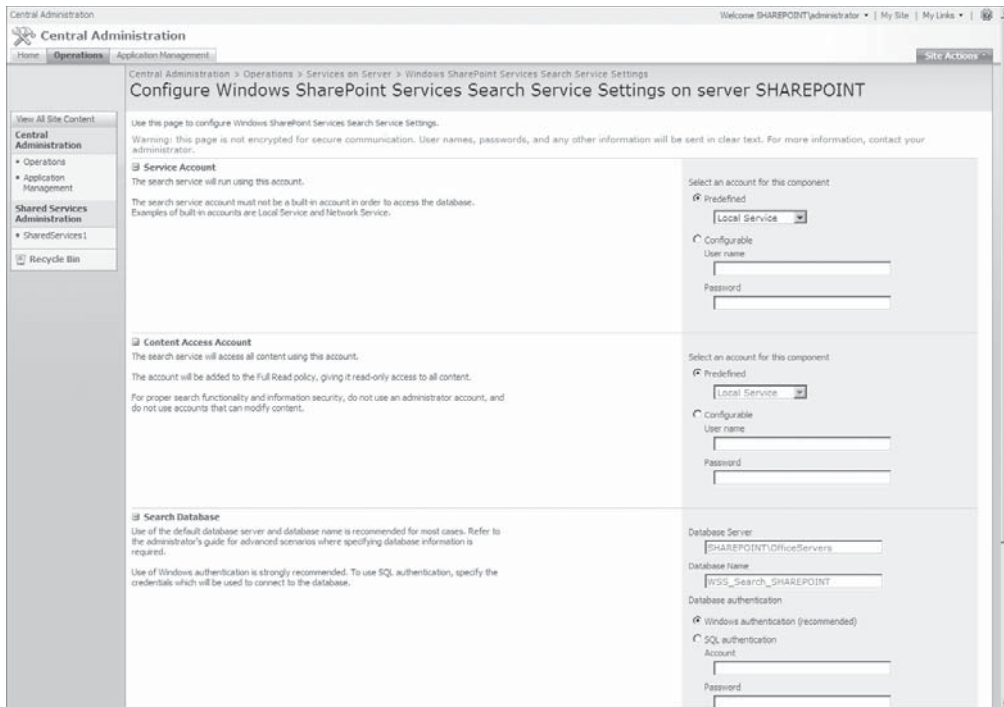 Central Administration
Welcome SHAREPOINT\administrator | My Site | My Links
Central Administration
Home Operations Application Management
Site Actions
Central Administration > Operations > Services on Server > Windows SharePoint Services Search Service Settings
Configure Windows SharePoint Services Search Service Settings on server SHAREPOINT
View All Site Content
Central
Administration
Operations
Application
Management
Shared Services
Administration
SharedServices1
Recycle Bin
Use this page to configure Windows SharePoint Services Search Service Settings.
Warning: this page is not encrypted for secure communication. User names, passwords, and any other information will be sent in clear text. For more information, contact your
administrator.
Service Account
The search service will run using this account.
The search service account must not be a built-in account in order to access the database.
Examples of built-in accounts are Local Service and Network Service.
Select an account for this component
Predefined
Local Service
Configurable
User name
Password
Content Access Account
The search service will access all content using this account.
The account will be added to the Full Read policy, giving it read-only access to all content.
For proper search functionality and information security, do not use an administrator account, and
do not use accounts that can modify content.
Select an account for this component
Predefined
Local Service
Configurable
User name
Password
Search Database
Use of the default database server and database name is recommended for most cases. Refer to
the administrator's guide for advanced scenarios where specifying database information is
required.
Use of Windows authentication is strongly recommended. To use SQL authentication, specify the
credentials which will be used to connect to the database.
Database Server
SHAREPOINT\OfficeServers
Database Name
WSS_Search_SHAREPOINT
Database authentication
Windows authentication (recommended)
SQL authentication
Account
Password